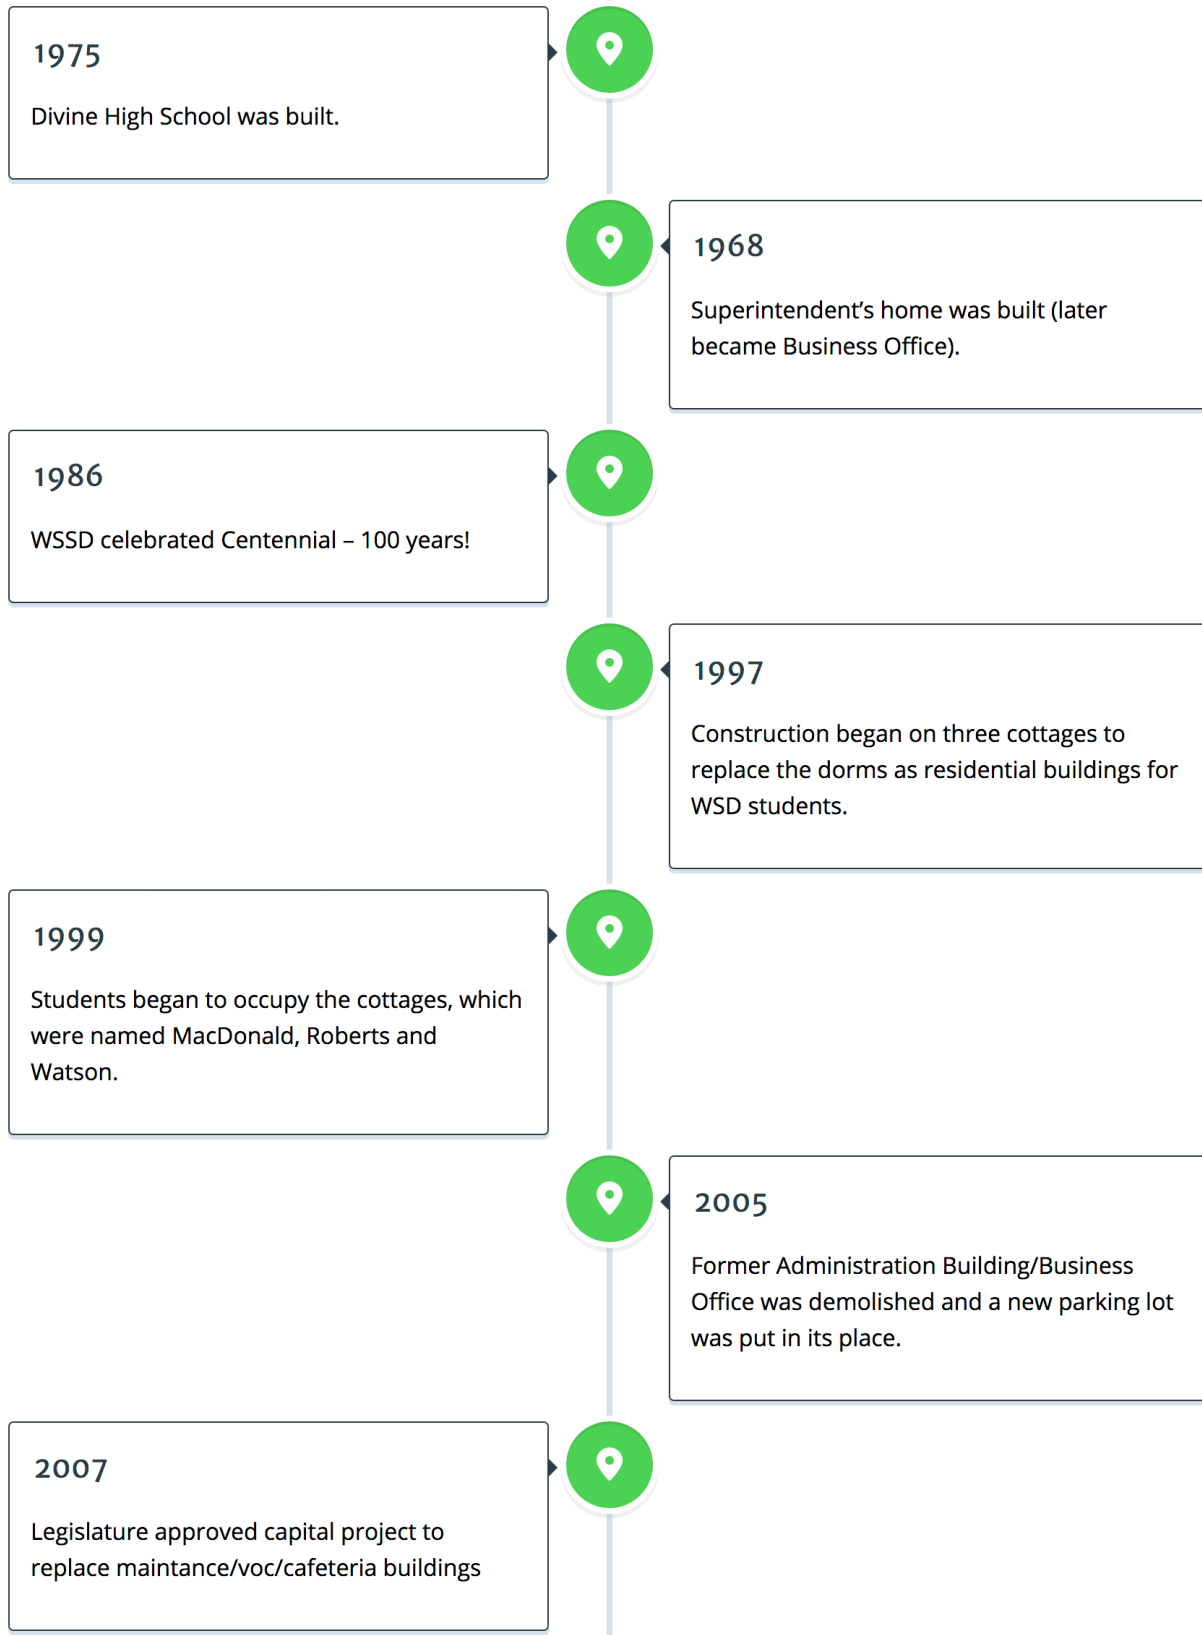 1975
Divine High School was built.
1968
Superintendent’s home was built (later
became Business Office).
1986
WSSD celebrated Centennial – 100 years!
1997
Construction began on three cottages to
replace the dorms as residential buildings for
WSD students.
1999
Students began to occupy the cottages, which
were named MacDonald, Roberts and
Watson.
2005
Former Administration Building/Business
Office was demolished and a new parking lot
was put in its place.
2007
Legislature approved capital project to
replace maintance/voc/cafeteria buildings